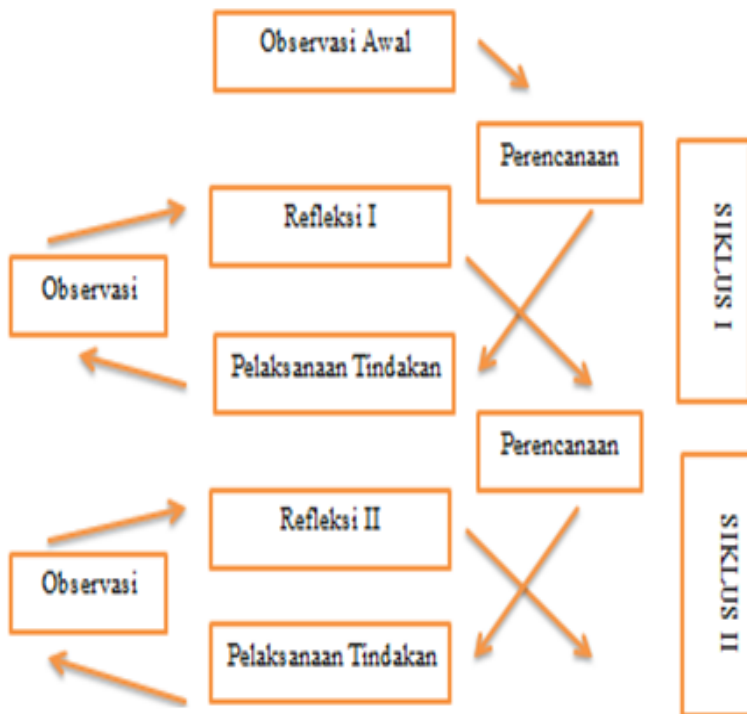 Observasi Awal
Perencanaan
Refleksi I
SIKLUS I
Observasi
Pelaksanaan Tindakan
Perencanaan
Refleksi II
SIKLUS II
Observasi
Pelaksanaan Tindakan